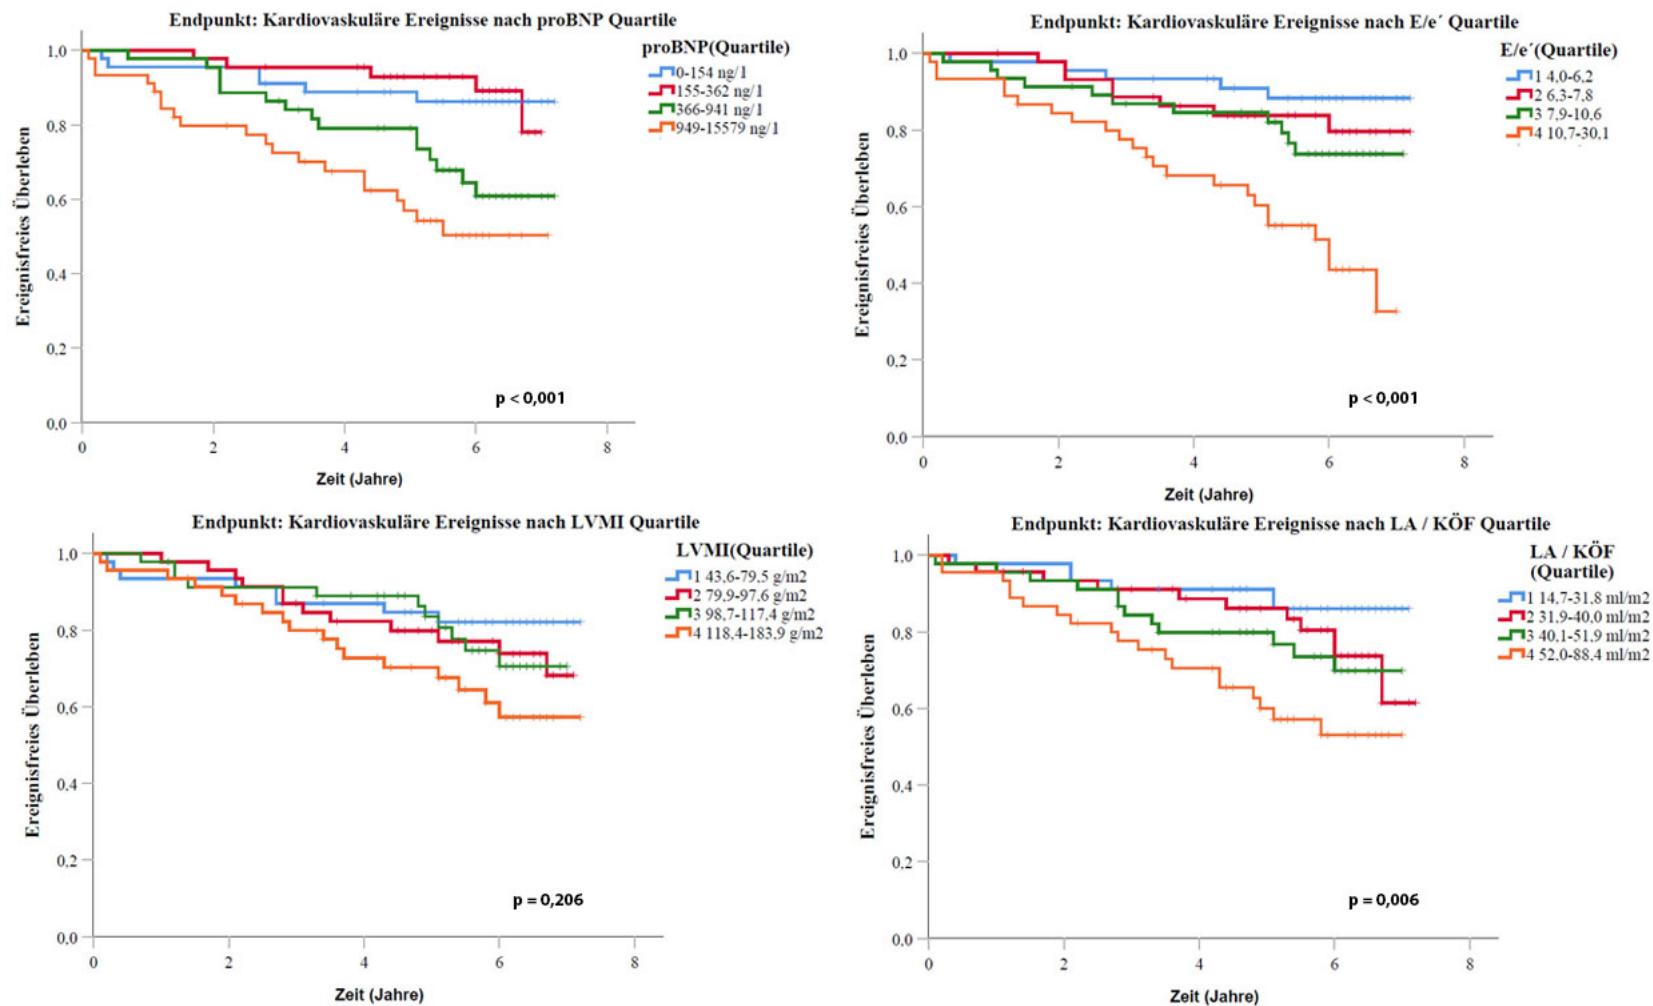 Endpunkt: Kardiovaskuläre Ereignisse nach proBNP Quartile
proBNP(Quartile)
0-154 ng/l
155-362 ng/l
366-941 ng/l
949-15579 ng/l
Ereignisfreies Überleben
1,0
0,8
0,6
0,4
0,2
0,0
0 2 4 6 8
Zeit (Jahre)
p < 0,001
Endpunkt: Kardiovaskuläre Ereignisse nach E/e´ Quartile
E/e´(Quartile)
1 4,0-6,2
2 6,3-7,8
3 7,9-10,6
4 10,7-30,1
Ereignisfreies Überleben
1,0
0,8
0,6
0,4
0,2
0,0
0 2 4 6 8
Zeit (Jahre)
p < 0,001
Endpunkt: Kardiovaskuläre Ereignisse nach LVMI Quartile
LVMI(Quartile)
1 43,6-79,5 g/m2
2 79,9-97,6 g/m2
3 98,7-117,4 g/m2
4 118,4-183,9 g/m2
Ereignisfreies Überleben
1,0
0,8
0,6
0,4
0,2
0,0
0 2 4 6 8
Zeit (Jahre)
p = 0,206
Endpunkt: Kardiovaskuläre Ereignisse nach LA / KÖF Quartile
LA / KÖF
(Quartile)
1 14,7-31,8 ml/m2
2 31,9-40,0 ml/m2
3 40,1-51,9 ml/m2
4 52,0-88,4 ml/m2
Ereignisfreies Überleben
1,0
0,8
0,6
0,4
0,2
0,0
0 2 4 6 8
Zeit (Jahre)
p = 0,006